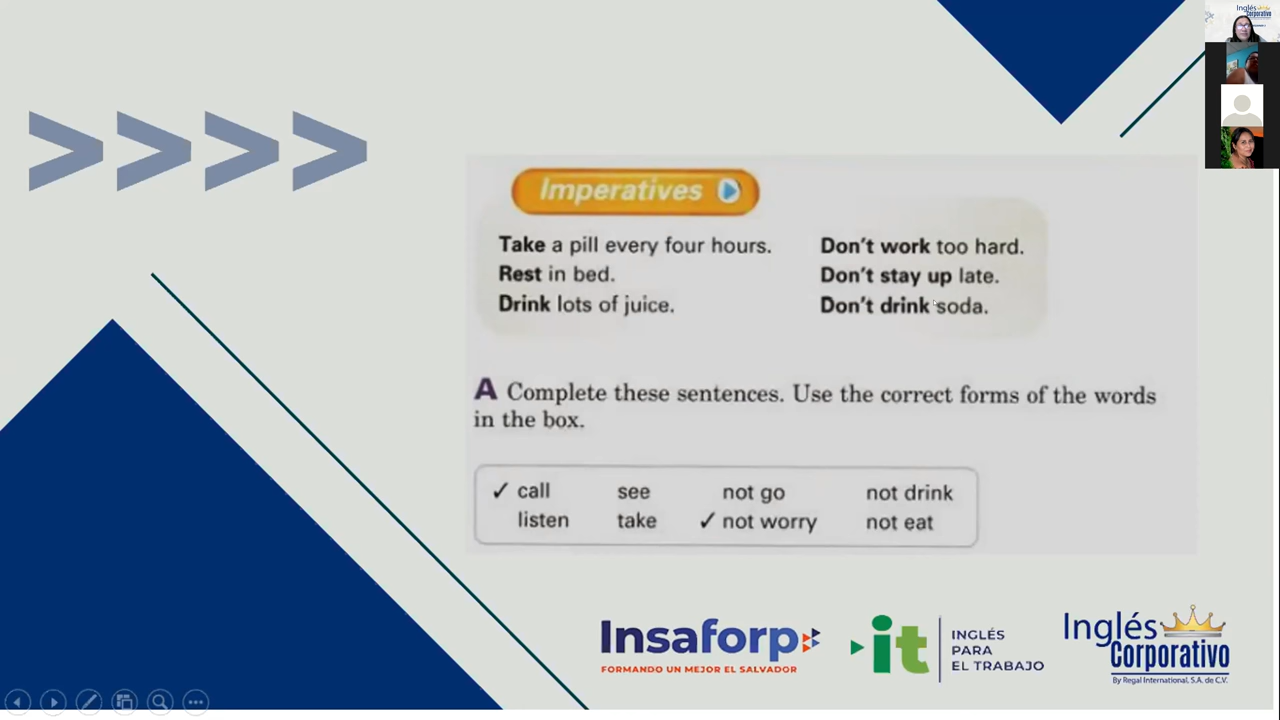 Inglés
Corporativo
>>>>
Imperatives
Take a pill every four hours.
Rest in bed.
Drink lots of juice.
Don't work too hard.
Don't stay up late.
Don't drink soda.
A Complete these sentences. Use the correct forms of the words
in the box.
✓ call see not go not drink
listen take ✓ not worry not eat
Insaforp
FORMANDO UN MEJOR EL SALVADOR
it
INGLÉS
PARA
EL TRABAJO
Inglés
Corporativo
By Regal International, S.A. de C.V.